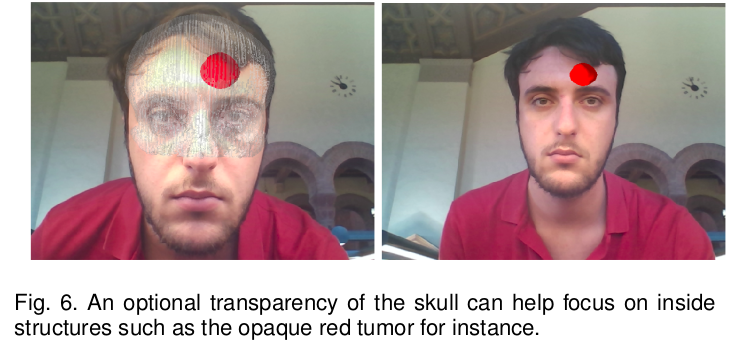 Fig. 6. An optional transparency of the skull can help focus on inside
structures such as the opaque red tumor for instance.